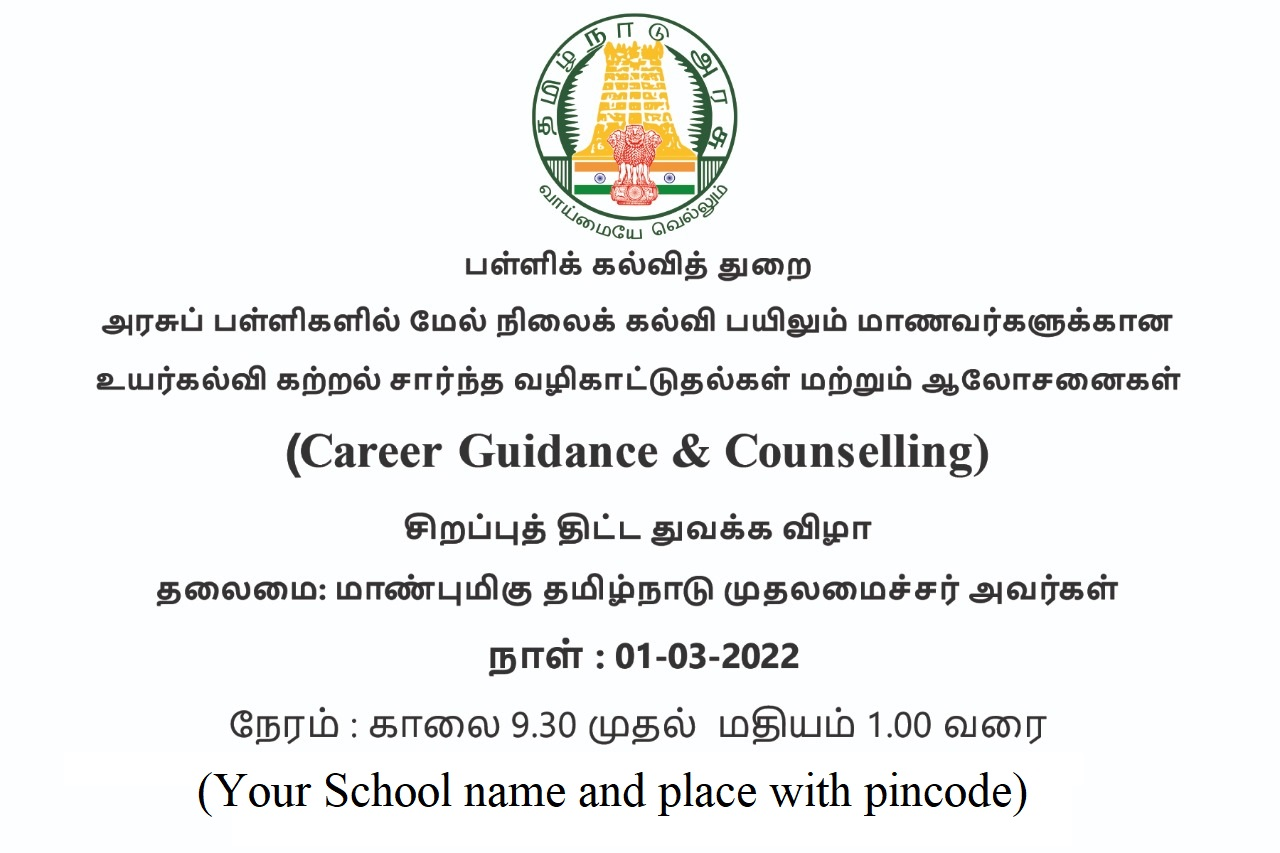 தமிழ்நாடு அரசு
வாய்மையே வெல்லும்
பள்ளிக் கல்வித் துறை
அரசுப் பள்ளிகளில் மேல் நிலைக் கல்வி பயிலும் மாணவர்களுக்கான
உயர்கல்வி கற்றல் சார்ந்த வழிகாட்டுதல்கள் மற்றும் ஆலோசனைகள்
(Career Guidance & Counselling)
சிறப்புத் திட்ட துவக்க விழா
தலைமை: மாண்புமிகு தமிழ்நாடு முதலமைச்சர் அவர்கள்
நாள் : 01-03-2022
நேரம் : காலை 9.30 முதல் மதியம் 1.00 வரை
(Your School name and place with pincode)